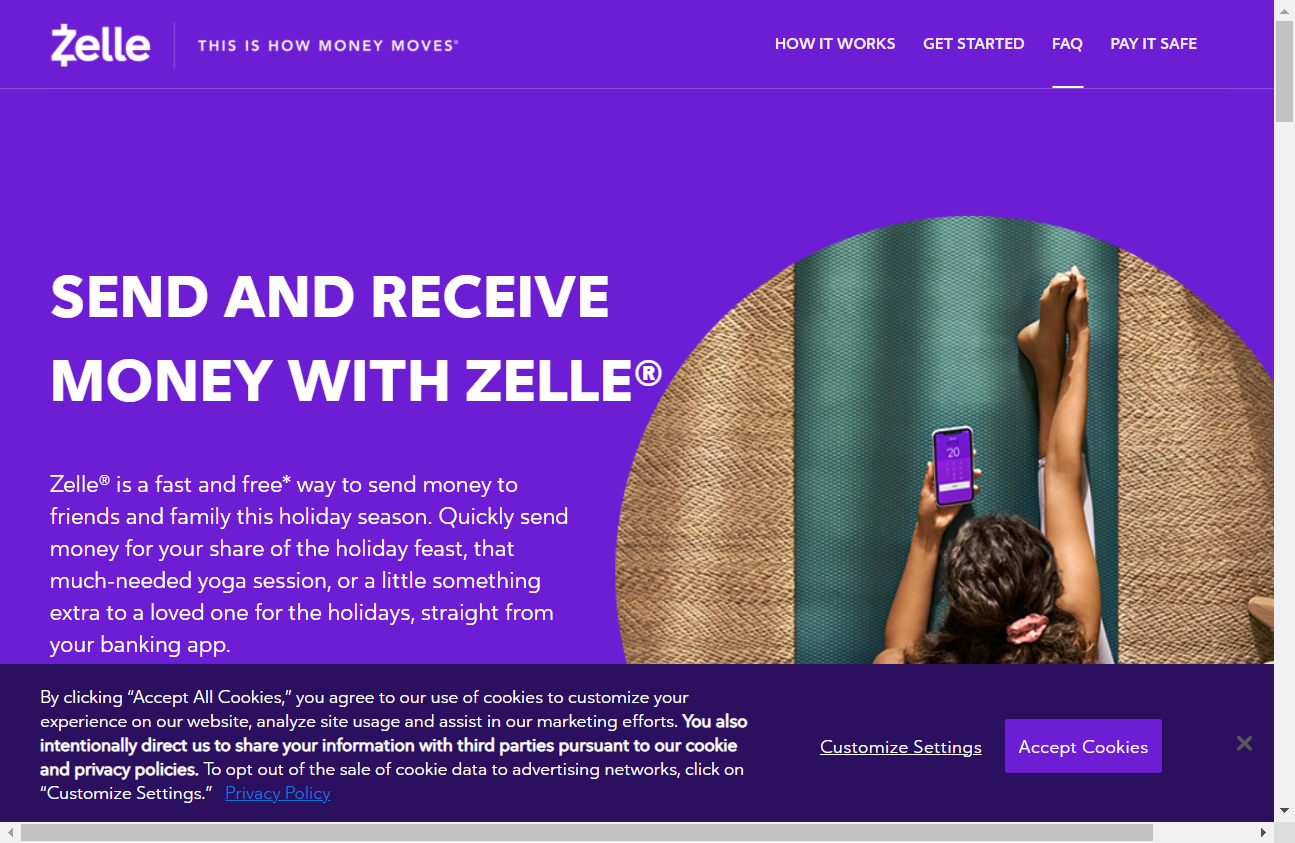 Zelle
THIS IS HOW MONEY MOVES®
HOW IT WORKS
GET STARTED
FAQ
PAY IT SAFE
SEND AND RECEIVE
MONEY WITH ZELLE®
Zelle® is a fast and free* way to send money to
friends and family this holiday season. Quickly send
money for your share of the holiday feast, that
much-needed yoga session, or a little something
extra to a loved one for the holidays, straight from
your banking app.
20
By clicking “Accept All Cookies,” you agree to our use of cookies to customize your
experience on our website, analyze site usage and assist in our marketing efforts. You also
intentionally direct us to share your information with third parties pursuant to our cookie
and privacy policies. To opt out of the sale of cookie data to advertising networks, click on
“Customize Settings.” Privacy Policy
Customize Settings
Accept Cookies